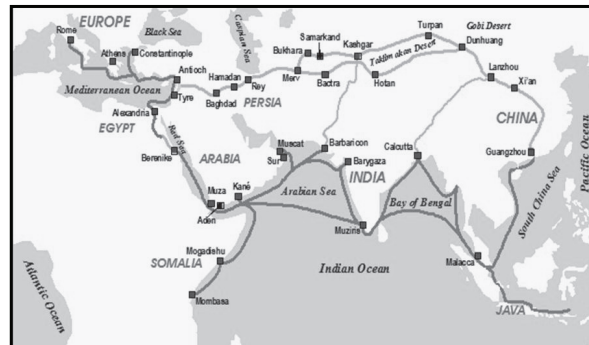 EUROPE
Rome
Black Sea
Athens
Constantinople
Caspian Sea
Bukhara
Samarkand
Kashgar
Turpan
Gobi Desert
Dunhuang
Taklimakan Desert
Antioch
Hamadan
Rey
Merv
Bactra
Hotan
Lanzhou
Xi'an
Mediterranean Ocean
Tyre
Baghdad
PERSIA
Alexandria
EGYPT
CHINA
Red Sea
Berenike
ARABIA
Muscat
Sur
Barbaricon
Barygaza
Calcutta
Guangzhou
INDIA
Pacific Ocean
Muza
Kané
Aden
Arabian Sea
Bay of Bengal
South China Sea
Muziris
Mogadishu
SOMALIA
Indian Ocean
Malacca
Atlantic Ocean
Mombasa
JAVA